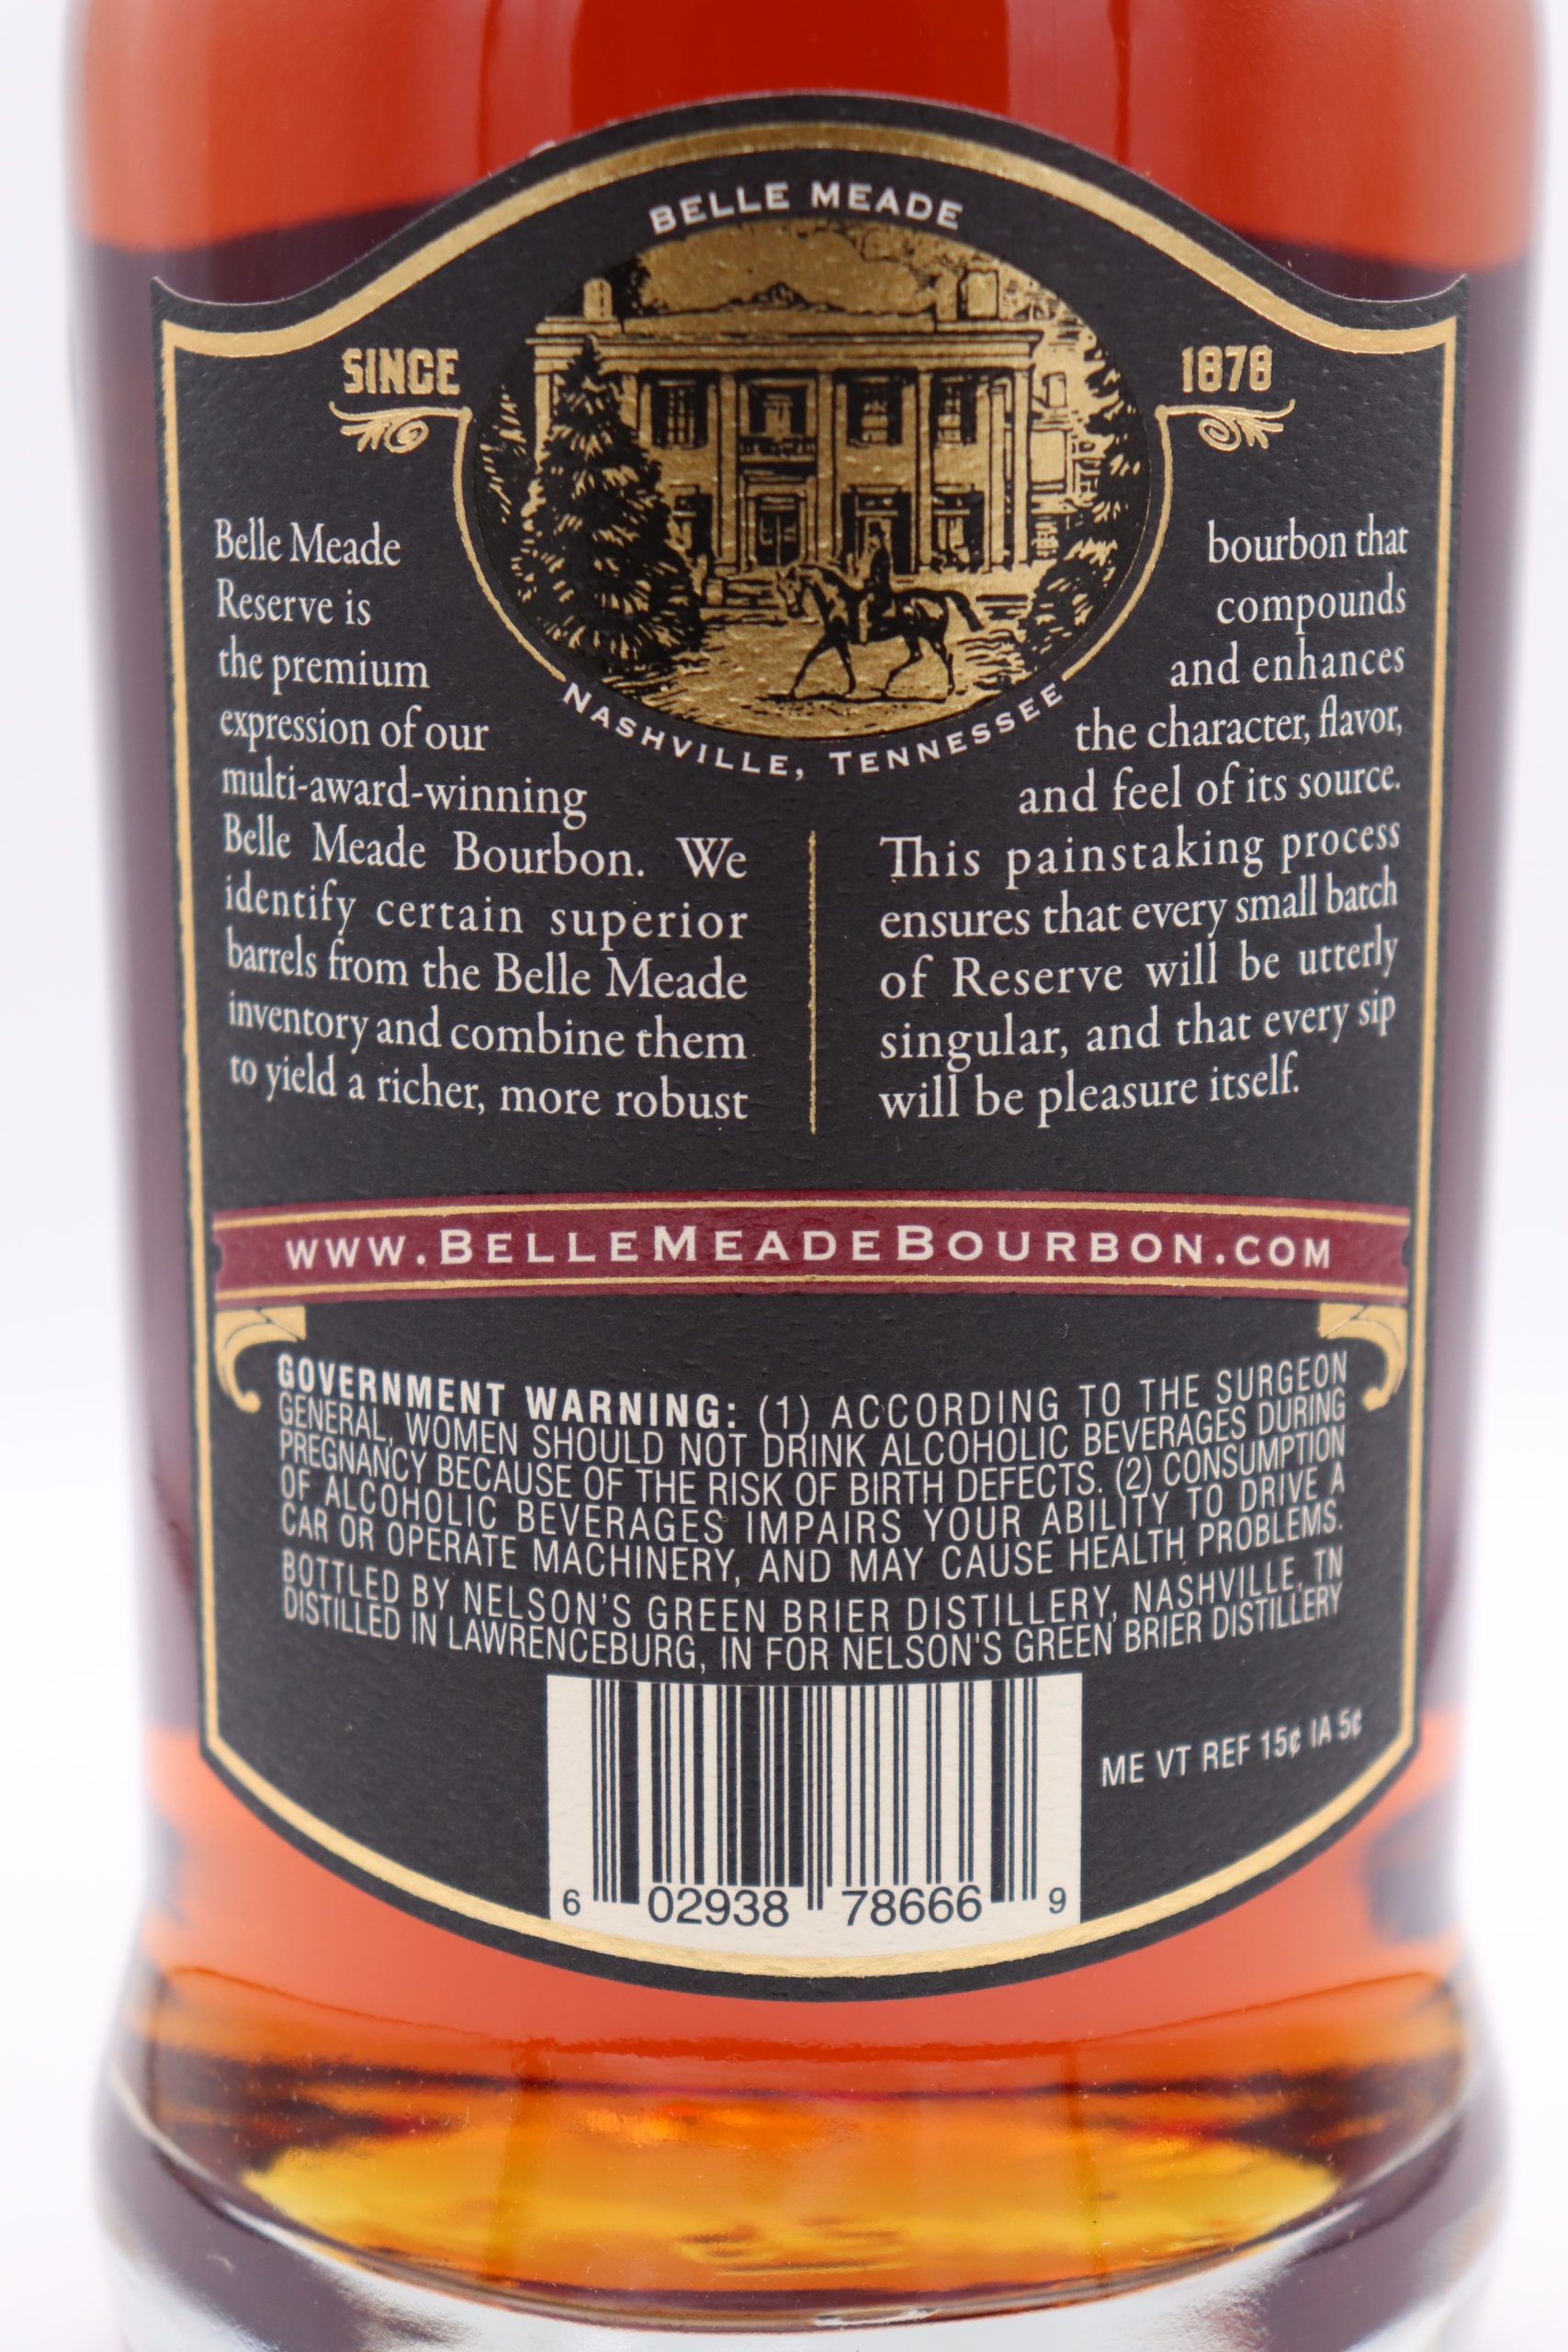 BELLE MEADE
SINCE 1878
NASHVILLE, TENNESSEE
Belle Meade
Reserve is
the premium
expression of our
multi-award-winning
Belle Meade Bourbon. We
identify certain superior
barrels from the Belle Meade
inventory and combine them
to yield a richer, more robust
bourbon that
compounds
and enhances
the character, flavor,
and feel of its source.
This painstaking process
ensures that every small batch
of Reserve will be utterly
singular, and that every sip
will be pleasure itself.
WWW.BELLEMEADEBOURBON.COM
GOVERNMENT WARNING: (1) ACCORDING TO THE SURGEON
GENERAL, WOMEN SHOULD NOT DRINK ALCOHOLIC BEVERAGES DURING
PREGNANCY BECAUSE OF THE RISK OF BIRTH DEFECTS. (2) CONSUMPTION
OF ALCOHOLIC BEVERAGES IMPAIRS YOUR ABILITY TO DRIVE A
CAR OR OPERATE MACHINERY, AND MAY CAUSE HEALTH PROBLEMS.
BOTTLED BY NELSON'S GREEN BRIER DISTILLERY, NASHVILLE, TN
DISTILLED IN LAWRENCEBURG, IN FOR NELSON'S GREEN BRIER DISTILLERY
ME VT REF 15¢ IA 5¢
6 02938 78666 9